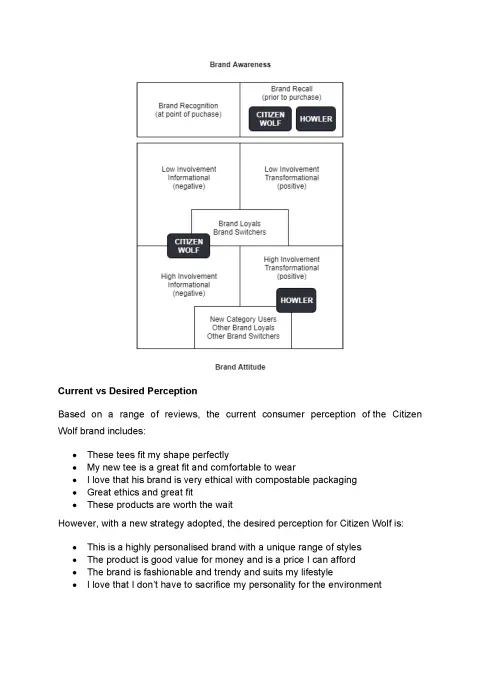 Brand Awareness
Brand Recognition
(at point of puchase)
Brand Recall
(prior to purchase)
CITIZEN
WOLF
HOWLER
Low Involvement
Informational
(negative)
Low Involvement
Transformational
(positive)
Brand Loyals
Brand Switchers
CITIZEN
WOLF
High Involvement
Informational
(negative)
High Involvement
Transformational
(positive)
HOWLER
New Category Users
Other Brand Loyals
Other Brand Switchers
Brand Attitude
Current vs Desired Perception
Based on a range of reviews, the current consumer perception of the Citizen
Wolf brand includes:
• These tees fit my shape perfectly
• My new tee is a great fit and comfortable to wear
• I love that his brand is very ethical with compostable packaging
• Great ethics and great fit
• These products are worth the wait
However, with a new strategy adopted, the desired perception for Citizen Wolf is:
• This is a highly personalised brand with a unique range of styles
• The product is good value for money and is a price I can afford
• The brand is fashionable and trendy and suits my lifestyle
• I love that I don't have to sacrifice my personality for the environment